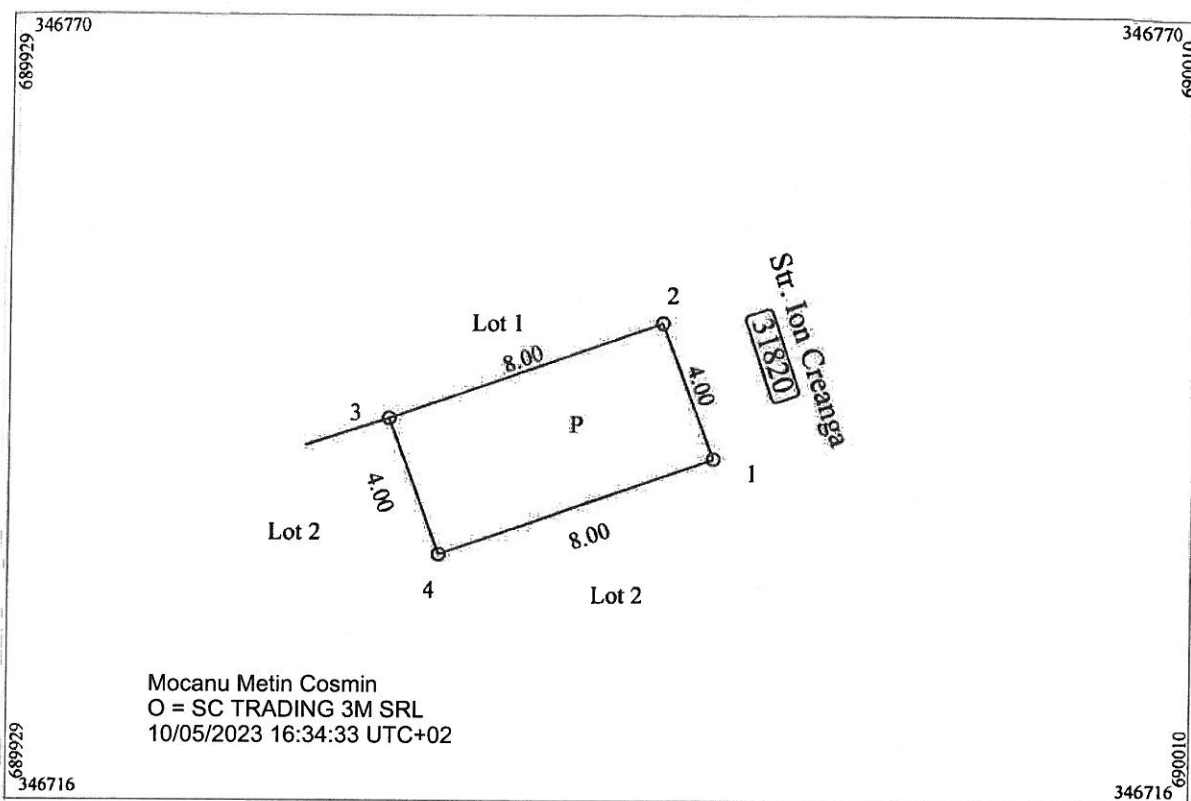 346770
346770
689929
690010
2
Str. Ion Creanga
31820
Lot 1
8.00
4.00
3
P
1
4.00
Lot 2
8.00
4
Lot 2
Mocanu Metin Cosmin
O = SC TRADING 3M SRL
10/05/2023 16:34:33 UTC+02
689929
690010
346716
346716